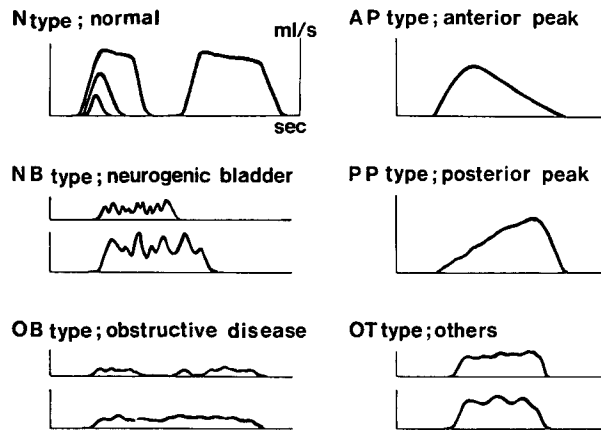 N type; normal
ml/s
sec
AP type; anterior peak
NB type; neurogenic bladder
PP type; posterior peak
OB type; obstructive disease
OT type; others